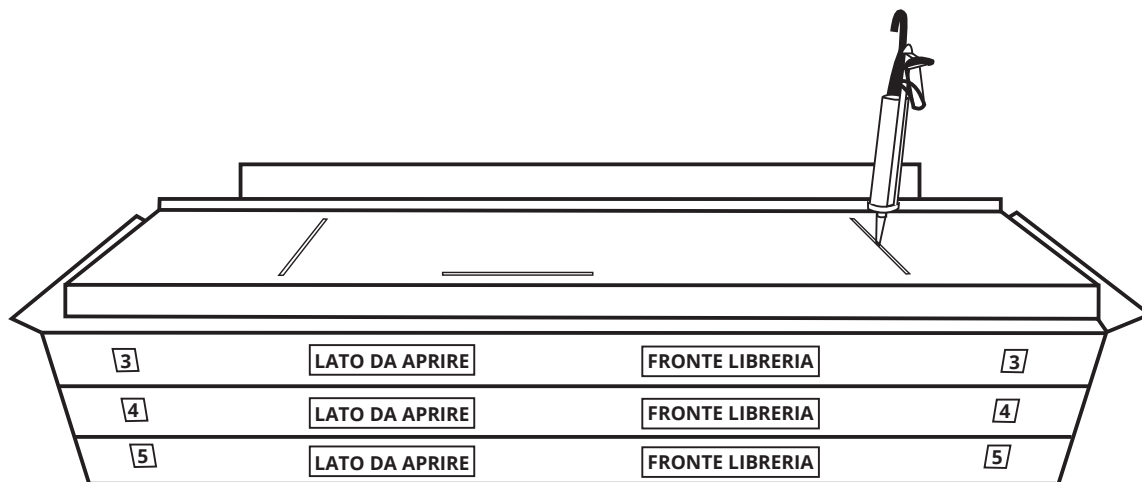 3 LATO DA APRIRE FRONTE LIBRERIA 3
4 LATO DA APRIRE FRONTE LIBRERIA 4
5 LATO DA APRIRE FRONTE LIBRERIA 5